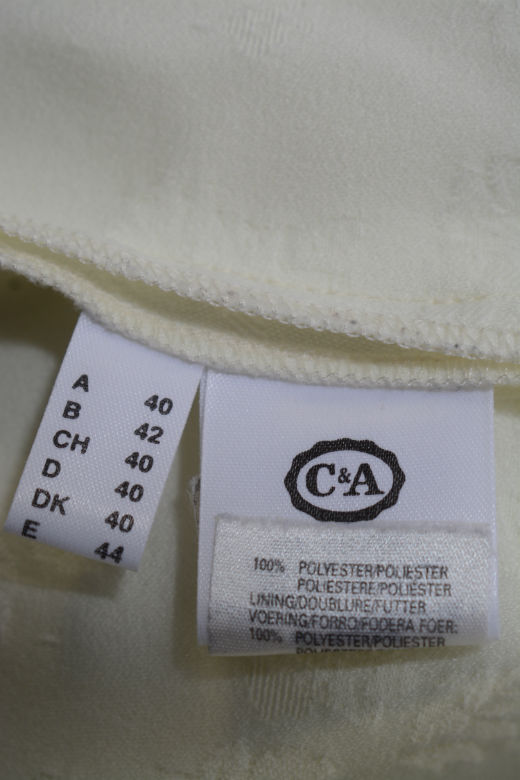 A 40
B 42
CH 40
D 40
DK 40
E 44
C&A
100% POLYESTER/POLIESTER
POLIESTERE/POLIÉSTER
LINING/DOUBLURE/FUTTER
VOERING/FORRO/FODERA FOER:
100% POLYESTER/POLIESTER